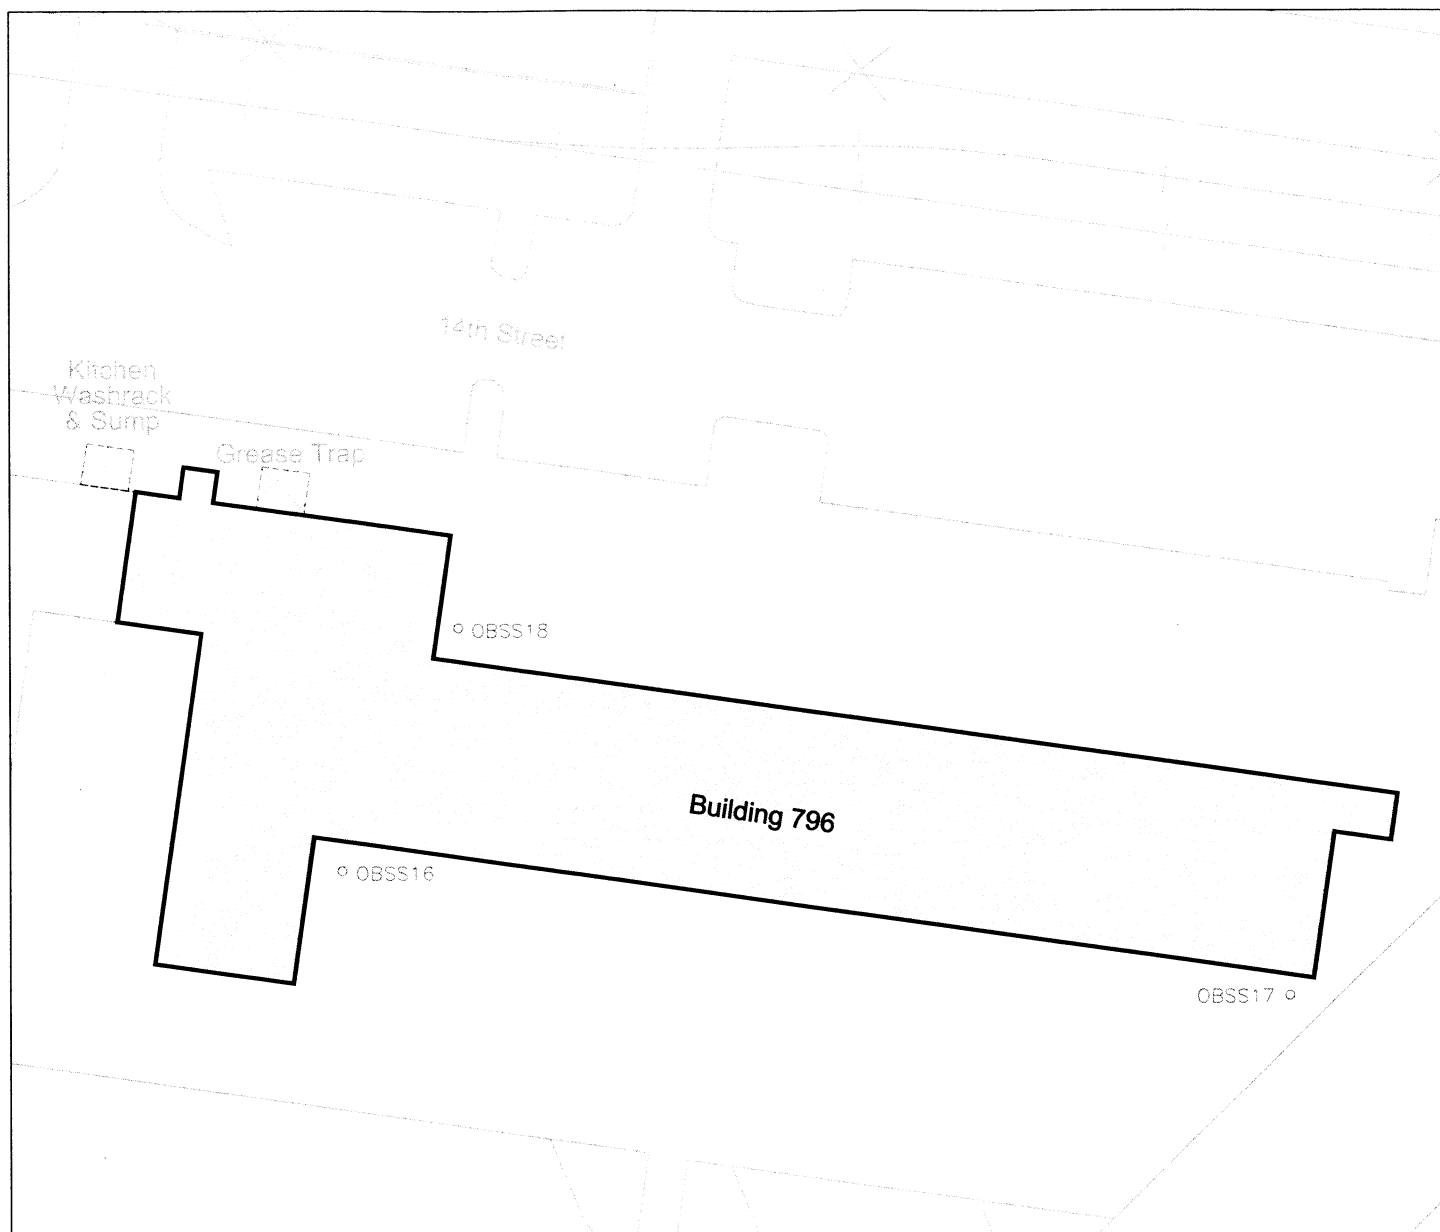 14th Street
Kitchen
Washrack
& Sump
Grease Trap
OBSS18
Building 796
OBSS16
OBSS17